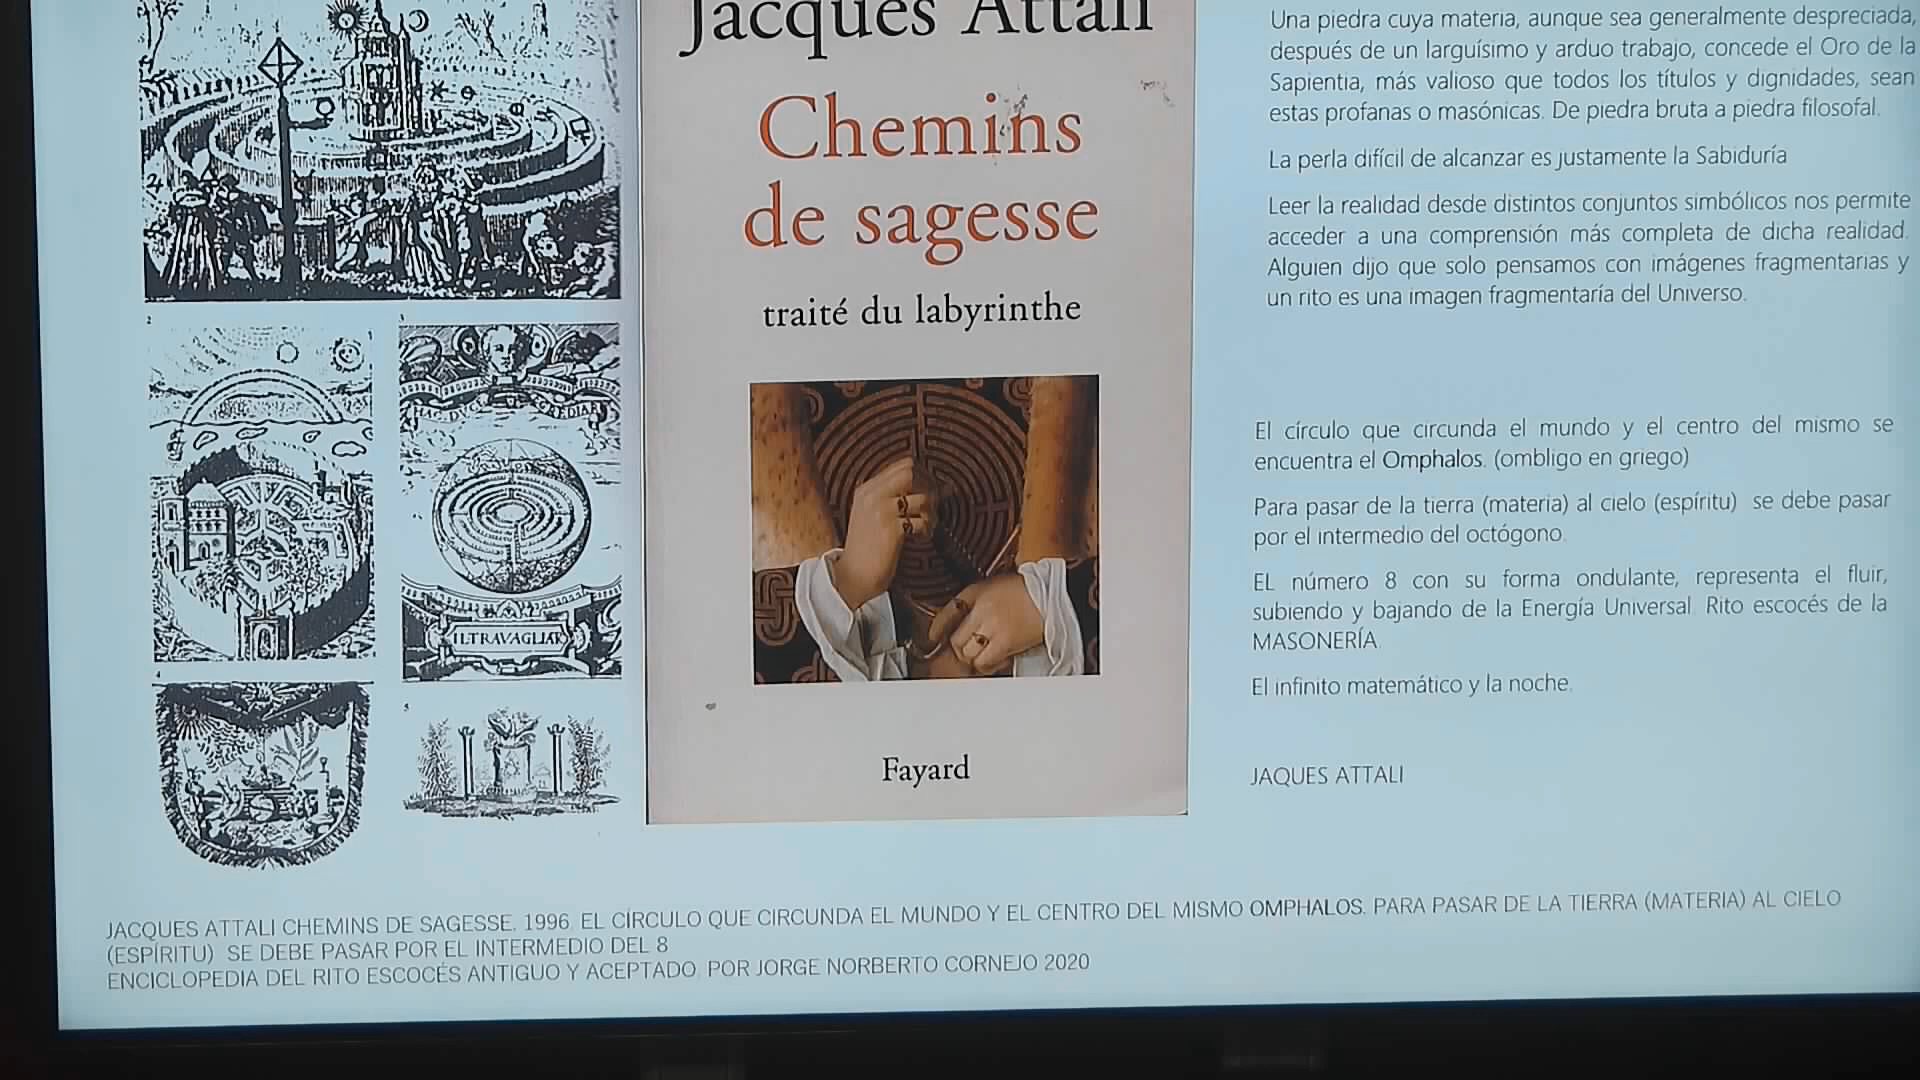 Jacques Attali
Chemins
de sagesse
traité du labyrinthe
Fayard
2
3
1
HAC DUCE
EGREDIAR
ILTRAVAGLIAR
4
5
Una piedra cuya materia, aunque sea generalmente despreciada,
después de un larguísimo y arduo trabajo, concede el Oro de la
Sapientia, más valioso que todos los títulos y dignidades, sean
estas profanas o masónicas. De piedra bruta a piedra filosofal.
La perla difícil de alcanzar es justamente la Sabiduría
Leer la realidad desde distintos conjuntos simbólicos nos permite
acceder a una comprensión más completa de dicha realidad.
Alguien dijo que solo pensamos con imágenes fragmentarias y
un rito es una imagen fragmentaría del Universo.
El círculo que circunda el mundo y el centro del mismo se
encuentra el Omphalos. (ombligo en griego)
Para pasar de la tierra (materia) al cielo (espíritu) se debe pasar
por el intermedio del octógono.
EL número 8 con su forma ondulante, representa el fluir,
subiendo y bajando de la Energía Universal. Rito escocés de la
MASONERÍA.
El infinito matemático y la noche.
JAQUES ATTALI
JACQUES ATTALI CHEMINS DE SAGESSE. 1996. EL CÍRCULO QUE CIRCUNDA EL MUNDO Y EL CENTRO DEL MISMO OMPHALOS. PARA PASAR DE LA TIERRA (MATERIA) AL CIELO
(ESPÍRITU) SE DEBE PASAR POR EL INTERMEDIO DEL 8
ENCICLOPEDIA DEL RITO ESCOCÉS ANTIGUO Y ACEPTADO. POR JORGE NORBERTO CORNEJO 2020